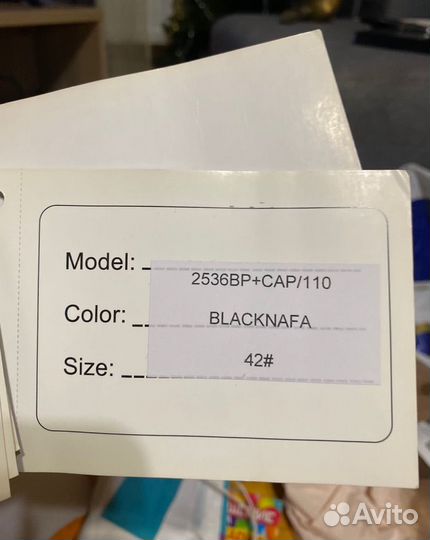 Model: 2536BP+CAP/110
Color: BLACKNAFA
Size: 42#
Avito